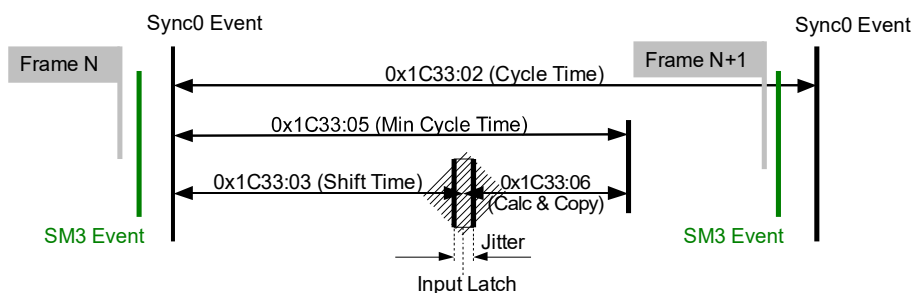 Sync0 Event
Sync0 Event
Frame N
Frame N+1
0x1C33:02 (Cycle Time)
0x1C33:05 (Min Cycle Time)
0x1C33:03 (Shift Time)
0x1C33:06
(Calc & Copy)
SM3 Event
SM3 Event
Jitter
Input Latch